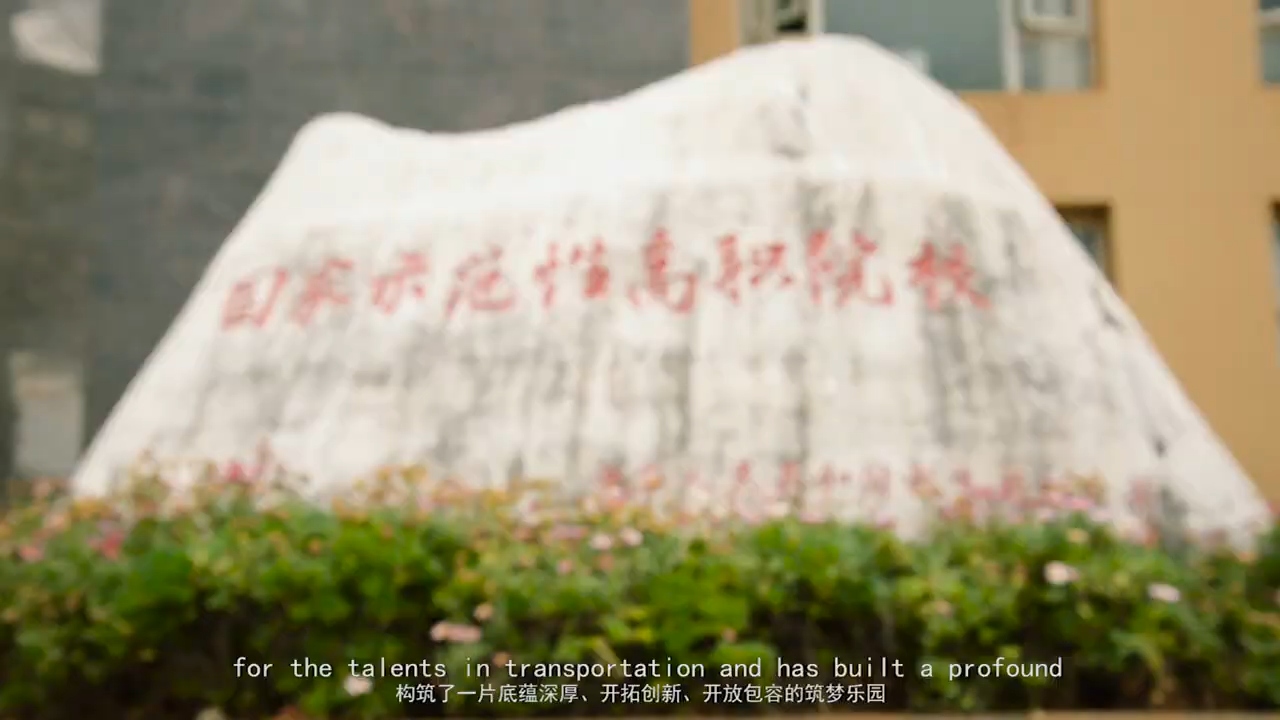 国家示范性高职院校
for the talents in transportation and has built a profound
构筑了一片底蕴深厚、开拓创新、开放包容的筑梦乐园